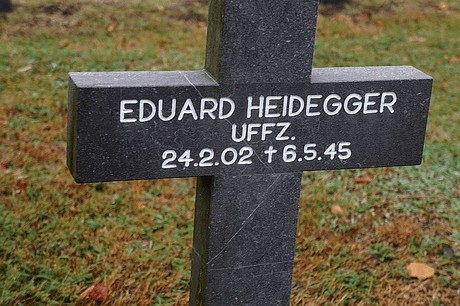 EDUARD HEIDEGGER
UFFZ.
24.2.02 ✝ 6.5.45